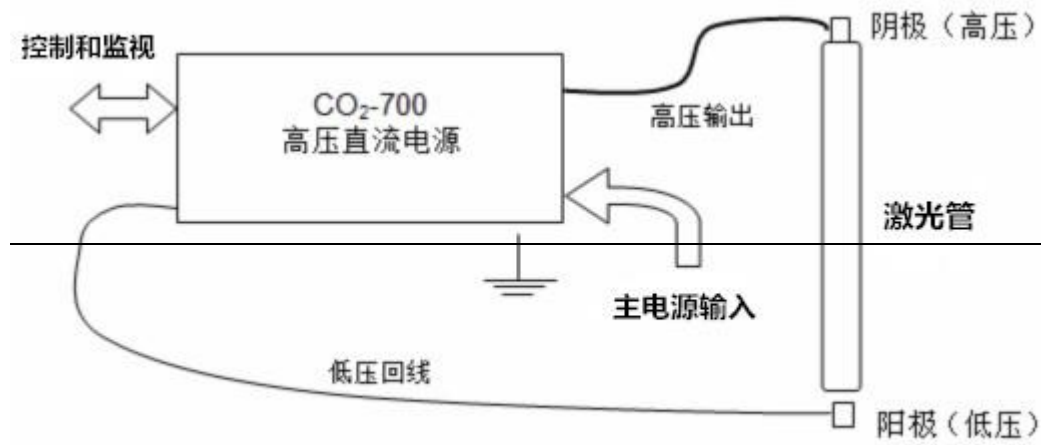 控制和监视
CO₂-700
高压直流电源
高压输出
阴极（高压）
激光管
主电源输入
低压回线
阳极（低压）